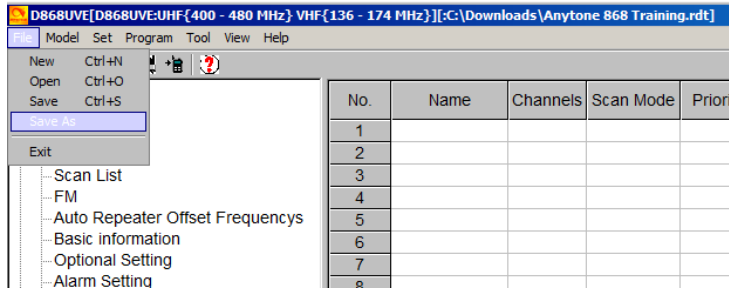 D868UVE[D868UVE:UHF{400 - 480 MHz} VHF{136 - 174 MHz}][:C:\Downloads\Anytone 868 Training.rdt]
File Model Set Program Tool View Help
New Ctrl+N
Open Ctrl+O
Save Ctrl+S
Save As
Exit
Scan List
FM
Auto Repeater Offset Frequencys
Basic information
Optional Setting
Alarm Setting
No. Name Channels Scan Mode Prior
1
2
3
4
5
6
7
8